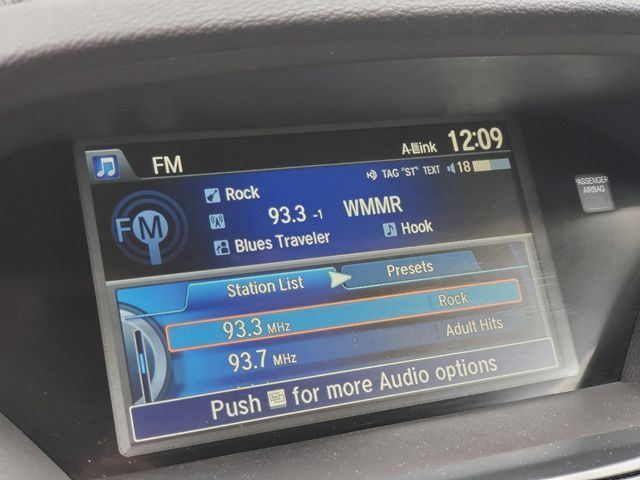 A-Link 12:09
FM
TAG "ST" TEXT 18
Rock
FM
93.3 -1 WMMR
Blues Traveler Hook
Station List Presets
93.3 MHz Rock
93.7 MHz Adult Hits
Push for more Audio options
PASSENGER
AIRBAG